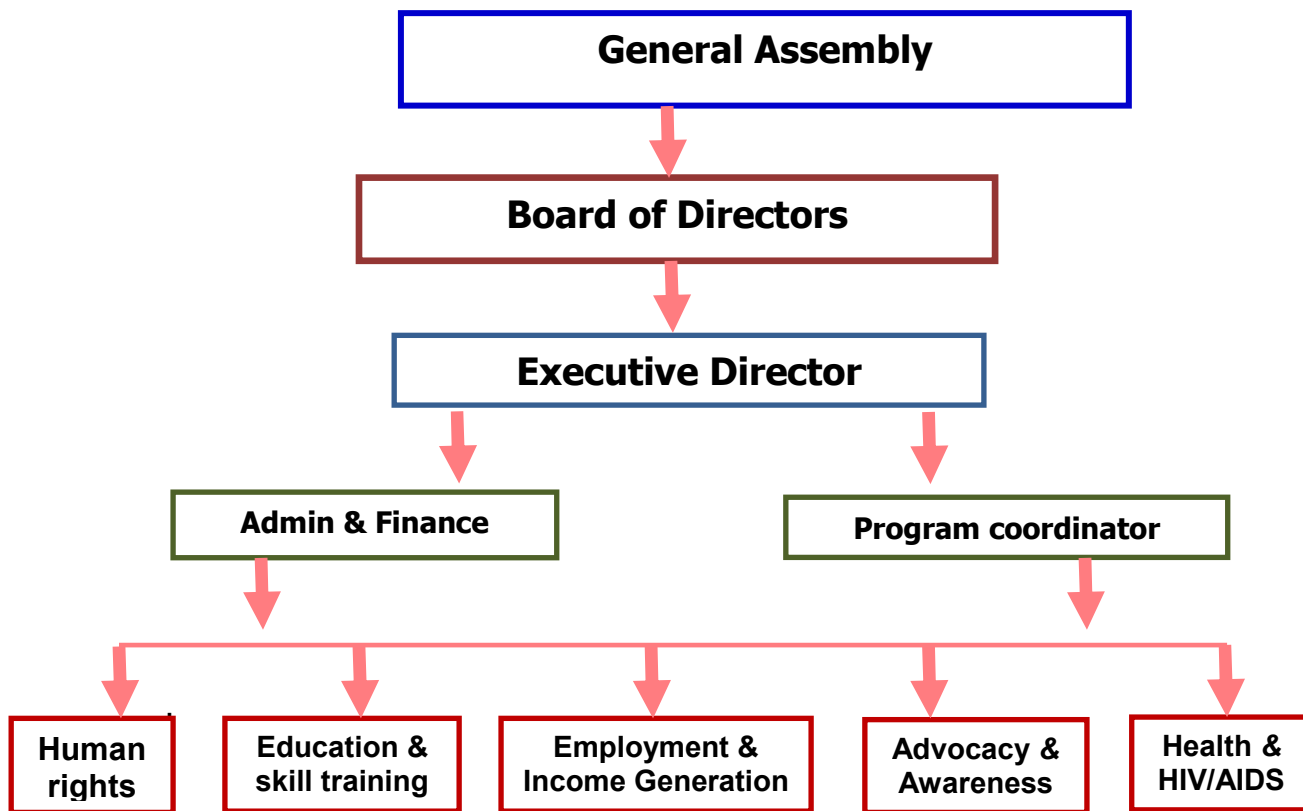 General Assembly
Board of Directors
Executive Director
Admin & Finance
Program coordinator
Human
rights
Education &
skill training
Employment &
Income Generation
Advocacy &
Awareness
Health &
HIV/AIDS